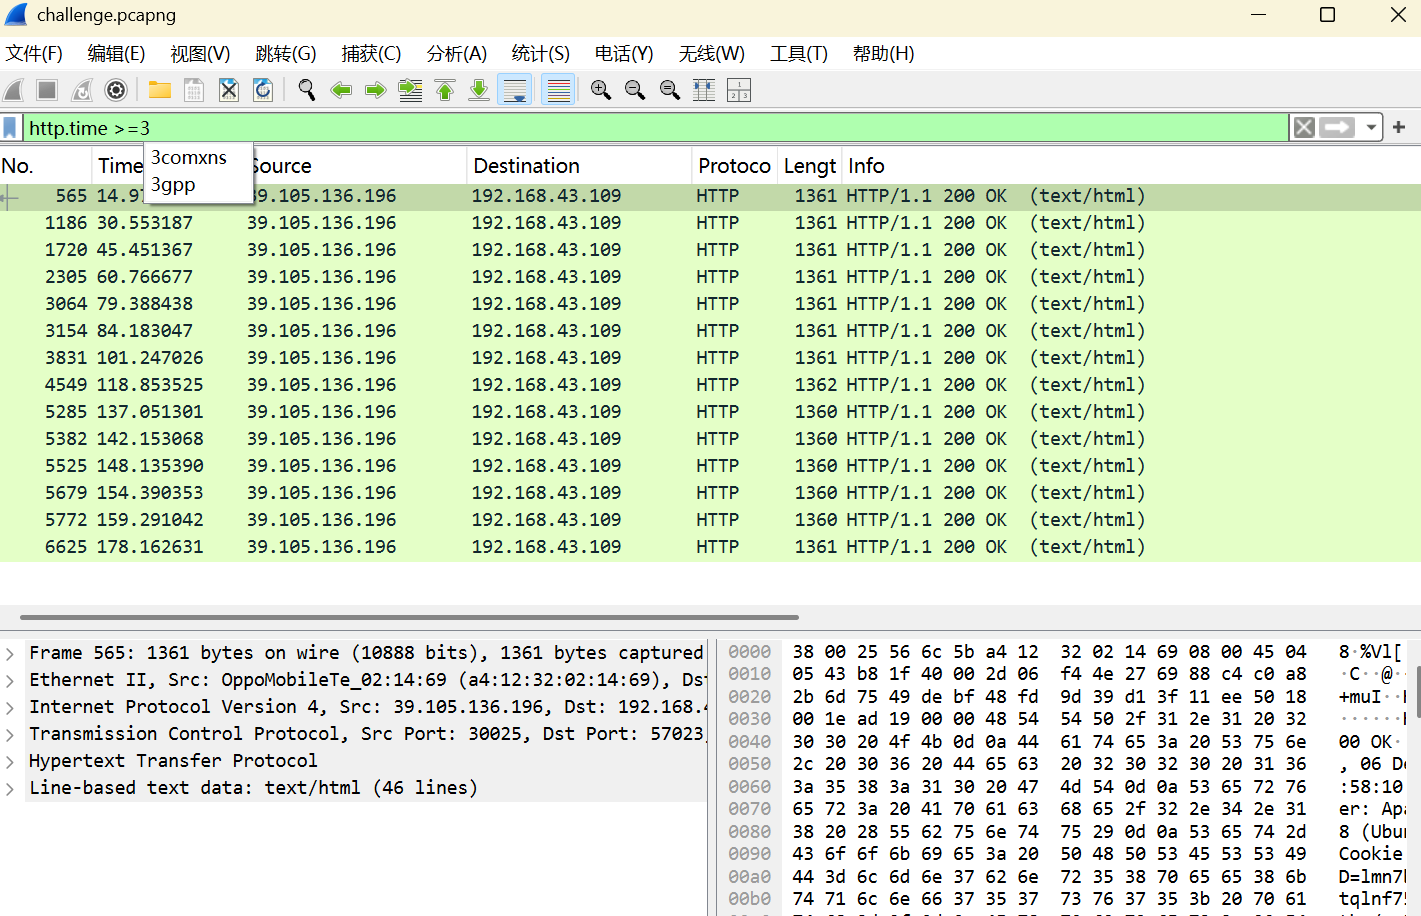 challenge.pcapng
文件(F) 编辑(E) 视图(V) 跳转(G) 捕获(C) 分析(A) 统计(S) 电话(Y) 无线(W) 工具(T) 帮助(H)
http.time >=3
3comxns
3gpp
No. Time Source Destination Protoco Lengt Info
565 14.97 39.105.136.196 192.168.43.109 HTTP 1361 HTTP/1.1 200 OK (text/html)
1186 30.553187 39.105.136.196 192.168.43.109 HTTP 1361 HTTP/1.1 200 OK (text/html)
1720 45.451367 39.105.136.196 192.168.43.109 HTTP 1361 HTTP/1.1 200 OK (text/html)
2305 60.766677 39.105.136.196 192.168.43.109 HTTP 1361 HTTP/1.1 200 OK (text/html)
3064 79.388438 39.105.136.196 192.168.43.109 HTTP 1361 HTTP/1.1 200 OK (text/html)
3154 84.183047 39.105.136.196 192.168.43.109 HTTP 1361 HTTP/1.1 200 OK (text/html)
3831 101.247026 39.105.136.196 192.168.43.109 HTTP 1361 HTTP/1.1 200 OK (text/html)
4549 118.853525 39.105.136.196 192.168.43.109 HTTP 1362 HTTP/1.1 200 OK (text/html)
5285 137.051301 39.105.136.196 192.168.43.109 HTTP 1360 HTTP/1.1 200 OK (text/html)
5382 142.153068 39.105.136.196 192.168.43.109 HTTP 1360 HTTP/1.1 200 OK (text/html)
5525 148.135390 39.105.136.196 192.168.43.109 HTTP 1360 HTTP/1.1 200 OK (text/html)
5679 154.390353 39.105.136.196 192.168.43.109 HTTP 1360 HTTP/1.1 200 OK (text/html)
5772 159.291042 39.105.136.196 192.168.43.109 HTTP 1360 HTTP/1.1 200 OK (text/html)
6625 178.162631 39.105.136.196 192.168.43.109 HTTP 1361 HTTP/1.1 200 OK (text/html)
Frame 565: 1361 bytes on wire (10888 bits), 1361 bytes captured
Ethernet II, Src: OppoMobileTe_02:14:69 (a4:12:32:02:14:69), Dst
Internet Protocol Version 4, Src: 39.105.136.196, Dst: 192.168.4
Transmission Control Protocol, Src Port: 30025, Dst Port: 57023,
Hypertext Transfer Protocol
Line-based text data: text/html (46 lines)
0000 38 00 25 56 6c 5b a4 12 32 02 14 69 08 00 45 04 8·%Vl[
0010 05 43 b8 1f 40 00 2d 06 f4 4e 27 69 88 c4 c0 a8 ·C··@·
0020 2b 6d 75 49 de bf 48 fd 9d 39 d1 3f 11 ee 50 18 +muI··
0030 00 1e ad 19 00 00 48 54 54 50 2f 31 2e 31 20 32 ······
0040 30 30 20 4f 4b 0d 0a 44 61 74 65 3a 20 53 75 6e 00 OK·
0050 2c 20 30 36 20 44 65 63 20 32 30 32 30 20 31 36 , 06 De
0060 3a 35 38 3a 31 30 20 47 4d 54 0d 0a 53 65 72 76 :58:10
0070 65 72 3a 20 41 70 61 63 68 65 2f 32 2e 34 2e 31 er: Apa
0080 38 20 28 55 62 75 6e 74 75 29 0d 0a 53 65 74 2d 8 (Ubu
0090 43 6f 6f 6b 69 65 3a 20 50 48 50 53 45 53 53 49 Cookie
00a0 44 3d 6c 6d 6e 37 62 6e 72 35 38 70 65 65 38 6b D=lmn7
00b0 74 71 6c 6e 66 37 35 37 73 76 37 35 3b 20 70 61 tqlnf75